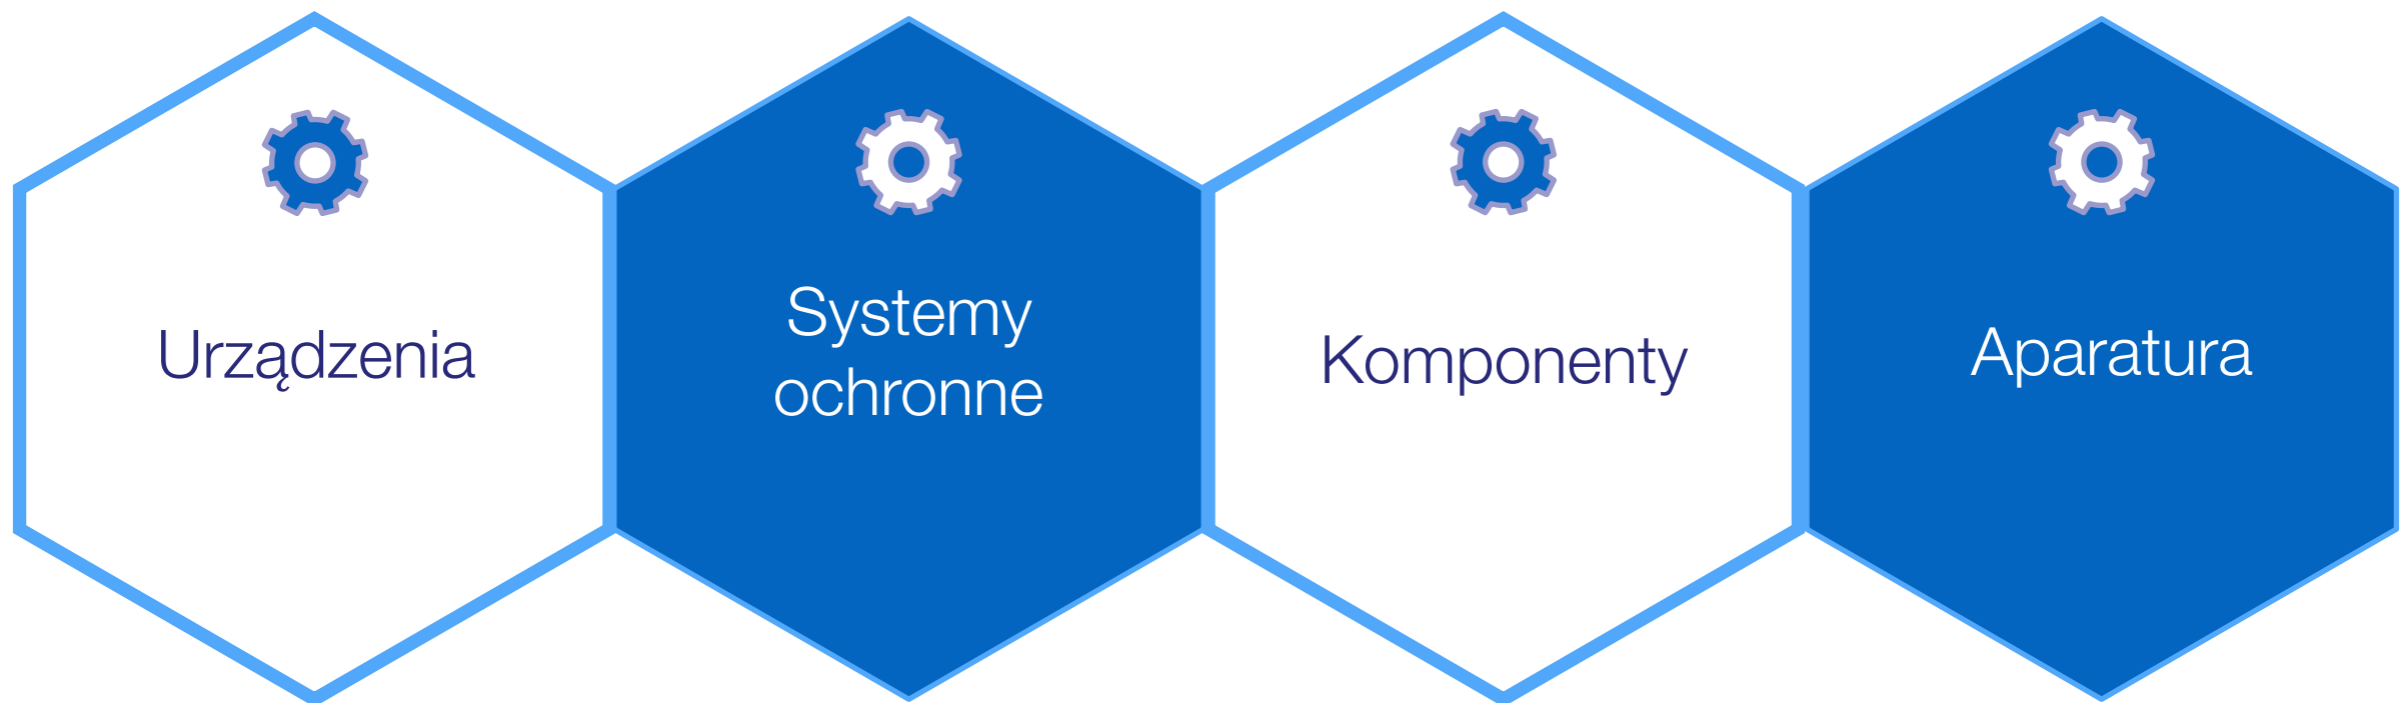 Urządzenia
Systemy
ochronne
Komponenty
Aparatura